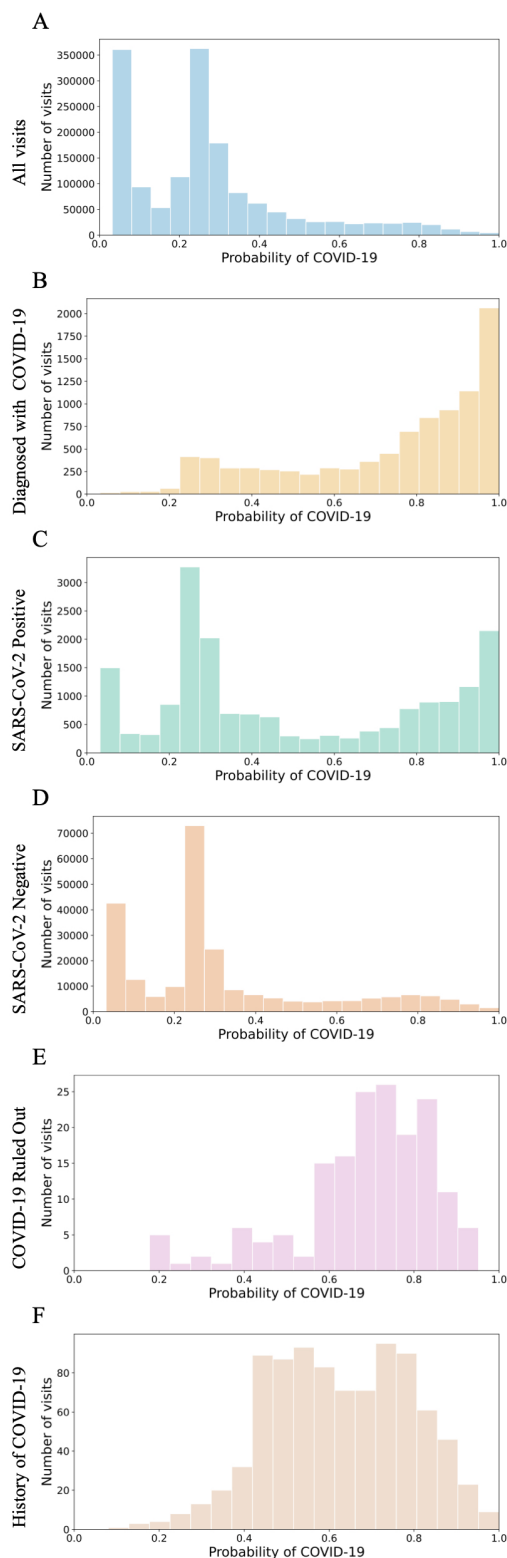 A
All visits
Number of visits
350000
300000
250000
200000
150000
100000
50000
0
0.0 0.2 0.4 0.6 0.8 1.0
Probability of COVID-19
B
Diagnosed with COVID-19
Number of visits
2000
1750
1500
1250
1000
750
500
250
0
0.0 0.2 0.4 0.6 0.8 1.0
Probability of COVID-19
C
SARS-CoV-2 Positive
Number of visits
3000
2500
2000
1500
1000
500
0
0.0 0.2 0.4 0.6 0.8 1.0
Probability of COVID-19
D
SARS-CoV-2 Negative
Number of visits
70000
60000
50000
40000
30000
20000
10000
0
0.0 0.2 0.4 0.6 0.8 1.0
Probability of COVID-19
E
COVID-19 Ruled Out
Number of visits
25
20
15
10
5
0
0.0 0.2 0.4 0.6 0.8 1.0
Probability of COVID-19
F
History of COVID-19
Number of visits
80
60
40
20
0
0.0 0.2 0.4 0.6 0.8 1.0
Probability of COVID-19